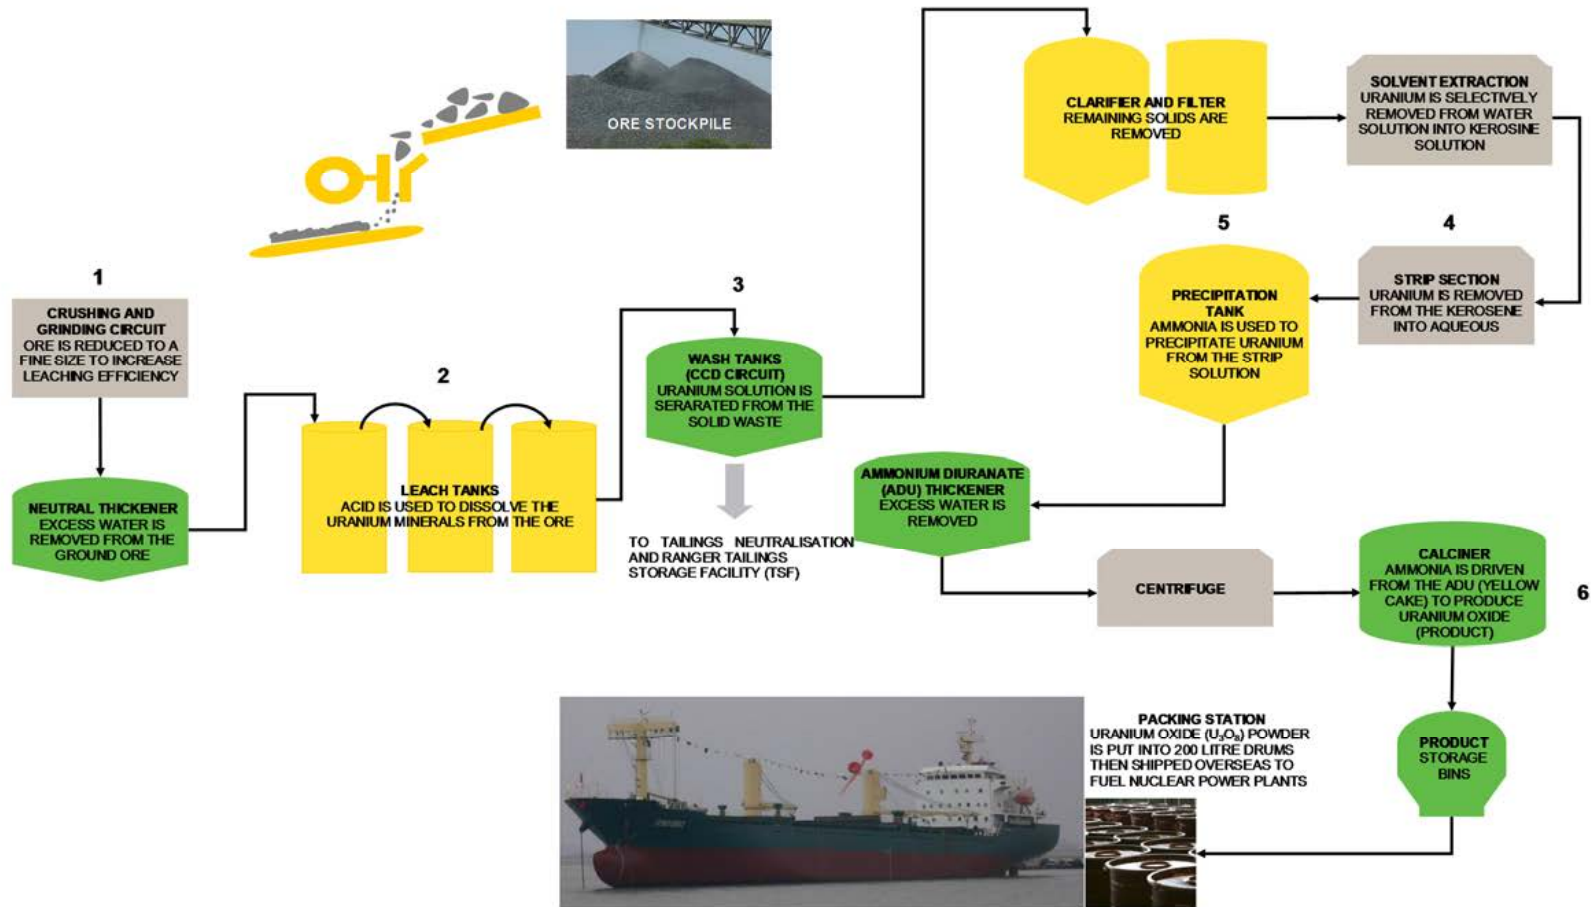 ORE STOCKPILE
1
CRUSHING AND
GRINDING CIRCUIT
ORE IS REDUCED TO A
FINE SIZE TO INCREASE
LEACHING EFFICIENCY
NEUTRAL THICKENER
EXCESS WATER IS
REMOVED FROM THE
GROUND ORE
2
LEACH TANKS
ACID IS USED TO DISSOLVE THE
URANIUM MINERALS FROM THE ORE
3
WASH TANKS
(CCD CIRCUIT)
URANIUM SOLUTION IS
SERARATED FROM THE
SOLID WASTE
TO TAILINGS NEUTRALISATION
AND RANGER TAILINGS
STORAGE FACILITY (TSF)
CLARIFIER AND FILTER
REMAINING SOLIDS ARE
REMOVED
SOLVENT EXTRACTION
URANIUM IS SELECTIVELY
REMOVED FROM WATER
SOLUTION INTO KEROSINE
SOLUTION
4
STRIP SECTION
URANIUM IS REMOVED
FROM THE KEROSENE
INTO AQUEOUS
5
PRECIPITATION
TANK
AMMONIA IS USED TO
PRECIPITATE URANIUM
FROM THE STRIP
SOLUTION
AMMONIUM DIURANATE
(ADU) THICKENER
EXCESS WATER IS
REMOVED
CENTRIFUGE
CALCINER
AMMONIA IS DRIVEN
FROM THE ADU (YELLOW
CAKE) TO PRODUCE
URANIUM OXIDE
(PRODUCT)
6
PRODUCT
STORAGE
BINS
PACKING STATION
URANIUM OXIDE (U₃O₈) POWDER
IS PUT INTO 200 LITRE DRUMS
THEN SHIPPED OVERSEAS TO
FUEL NUCLEAR POWER PLANTS